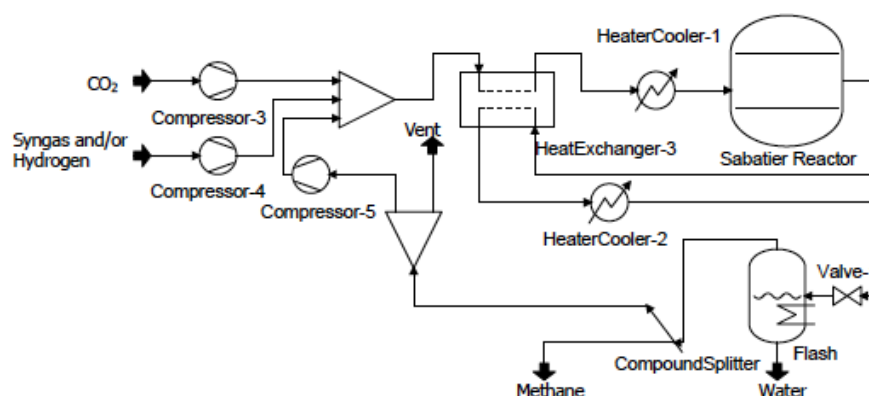 HeaterCooler-1
CO₂
Compressor-3
Syngas and/or
Hydrogen
Vent
HeatExchanger-3
Sabatier Reactor
Compressor-4
Compressor-5
HeaterCooler-2
Valve-
CompoundSplitter
Flash
Methane
Water